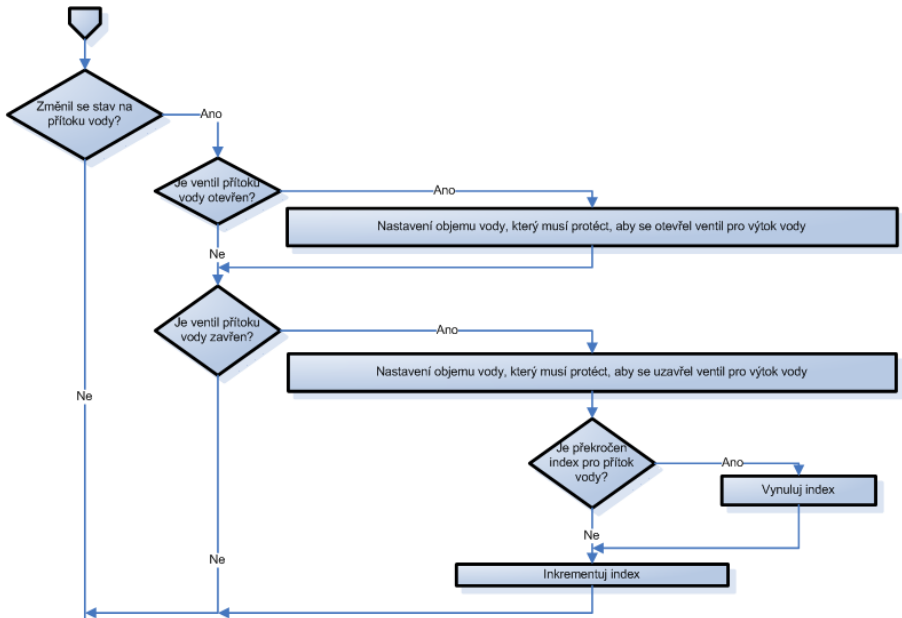 Změnil se stav na
přítoku vody?
Ano
Je ventil přítoku
vody otevřen?
Ano
Nastavení objemu vody, který musí protéct, aby se otevřel ventil pro výtok vody
Ne
Je ventil přítoku
vody zavřen?
Ano
Nastavení objemu vody, který musí protéct, aby se uzavřel ventil pro výtok vody
Ne
Je překročen
index pro přítok
vody?
Ano
Vynuluj index
Ne
Ne
Inkrementuj index